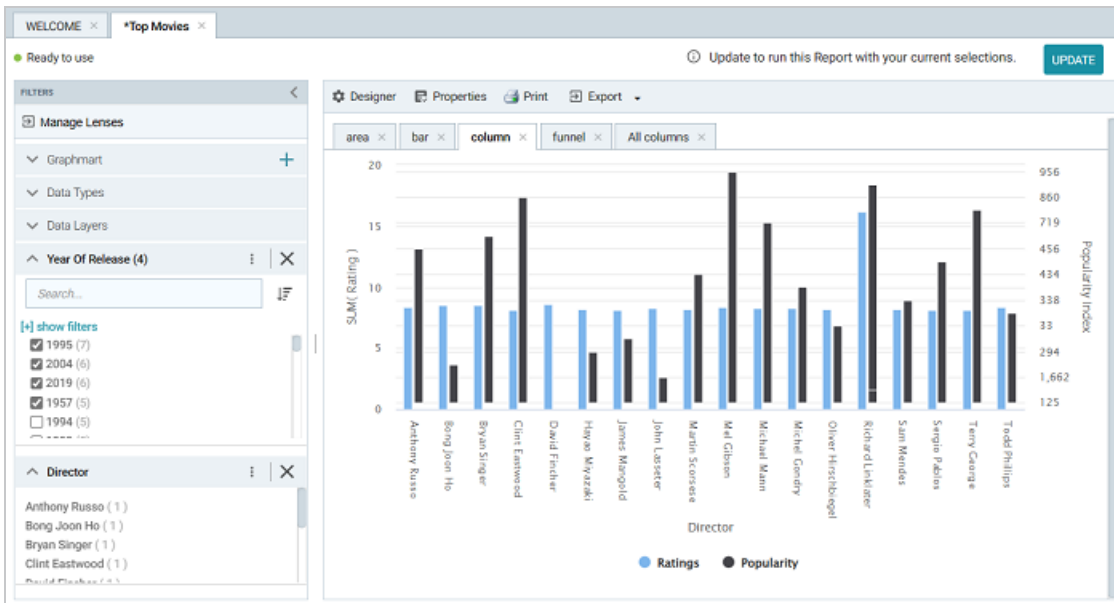 WELCOME ×
*Top Movies ×
Ready to use
Update to run this Report with your current selections.
UPDATE
FILTERS
Manage Lenses
Graphmart
Data Types
Data Layers
Year Of Release (4)
Search...
[+] show filters
1995 (7)
2004 (6)
2019 (6)
1957 (5)
1994 (5)
Director
Anthony Russo ( 1 )
Bong Joon Ho ( 1 )
Bryan Singer ( 1 )
Clint Eastwood ( 1 )
David Fincher ( 1 )
Designer Properties Print Export
area × bar × column × funnel × All columns ×
20
15
10
5
0
SUM( Rating )
956
860
719
456
434
338
33
294
1,662
125
Popularity Index
Anthony Russo
Bong Joon Ho
Bryan Singer
Clint Eastwood
David Fincher
Hayao Miyazaki
James Mangold
John Lasseter
Martin Scorsese
Mel Gibson
Michael Mann
Michel Gondry
Oliver Hirschbiegel
Richard Linklater
Sam Mendes
Sergio Pablos
Terry George
Todd Phillips
Director
Ratings Popularity